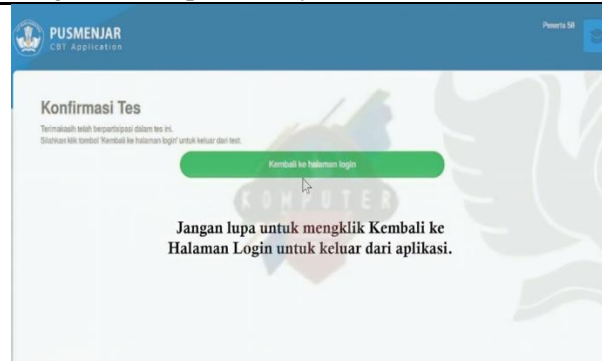 PUSMENJAR
CBT Application
Peserta 58
Konfirmasi Tes
Terimakasih telah berpartisipasi dalam tes ini.
Silahkan klik tombol 'Kembali ke halaman login' untuk keluar dari test.
Kembali ke halaman login
KOMPUTER
Jangan lupa untuk mengklik Kembali ke
Halaman Login untuk keluar dari aplikasi.